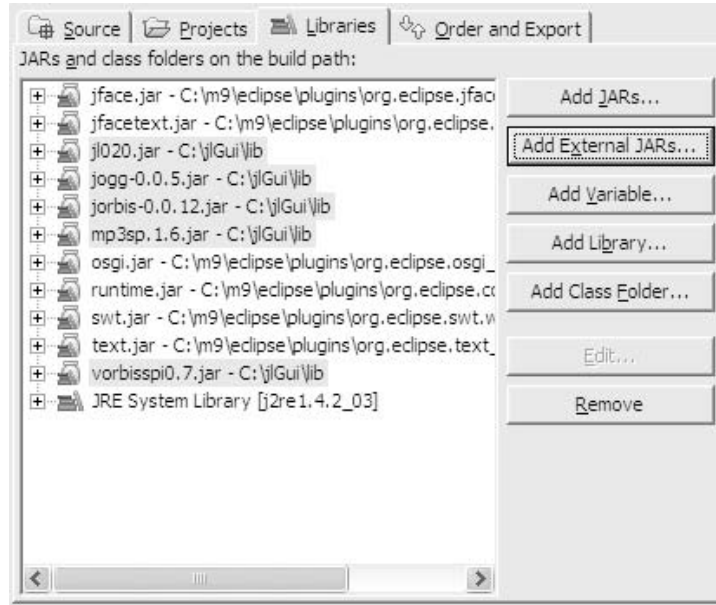 Source Projects Libraries Order and Export
JARs and class folders on the build path:
jface.jar - C:\m9\eclipse\plugins\org.eclipse.jfac
jfacetext.jar - C:\m9\eclipse\plugins\org.eclipse.
jl020.jar - C:\jlGui\lib
jogg-0.0.5.jar - C:\jlGui\lib
jorbis-0.0.12.jar - C:\jlGui\lib
mp3sp.1.6.jar - C:\jlGui\lib
osgi.jar - C:\m9\eclipse\plugins\org.eclipse.osgi_
runtime.jar - C:\m9\eclipse\plugins\org.eclipse.co
swt.jar - C:\m9\eclipse\plugins\org.eclipse.swt.w
text.jar - C:\m9\eclipse\plugins\org.eclipse.text_
vorbisspi0.7.jar - C:\jlGui\lib
JRE System Library [j2re1.4.2_03]
Add JARs...
Add External JARs...
Add Variable...
Add Library...
Add Class Folder...
Edit...
Remove